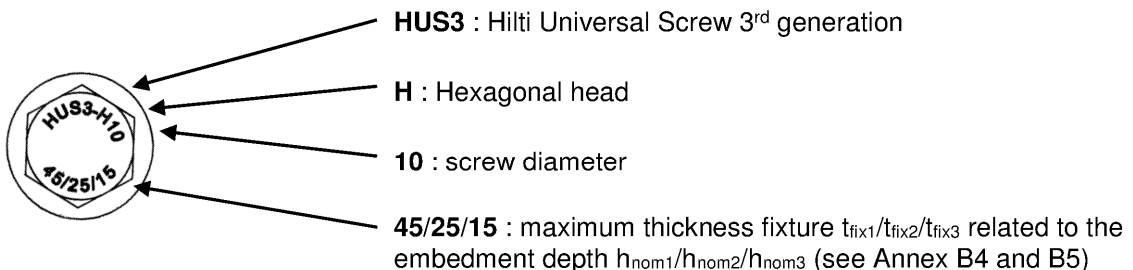 HUS3 : Hilti Universal Screw 3rd generation
H : Hexagonal head
HUS3-H10
10 : screw diameter
45/25/15
45/25/15 : maximum thickness fixture tfix1/tfix2/tfix3 related to the
embedment depth hnom1/hnom2/hnom3 (see Annex B4 and B5)